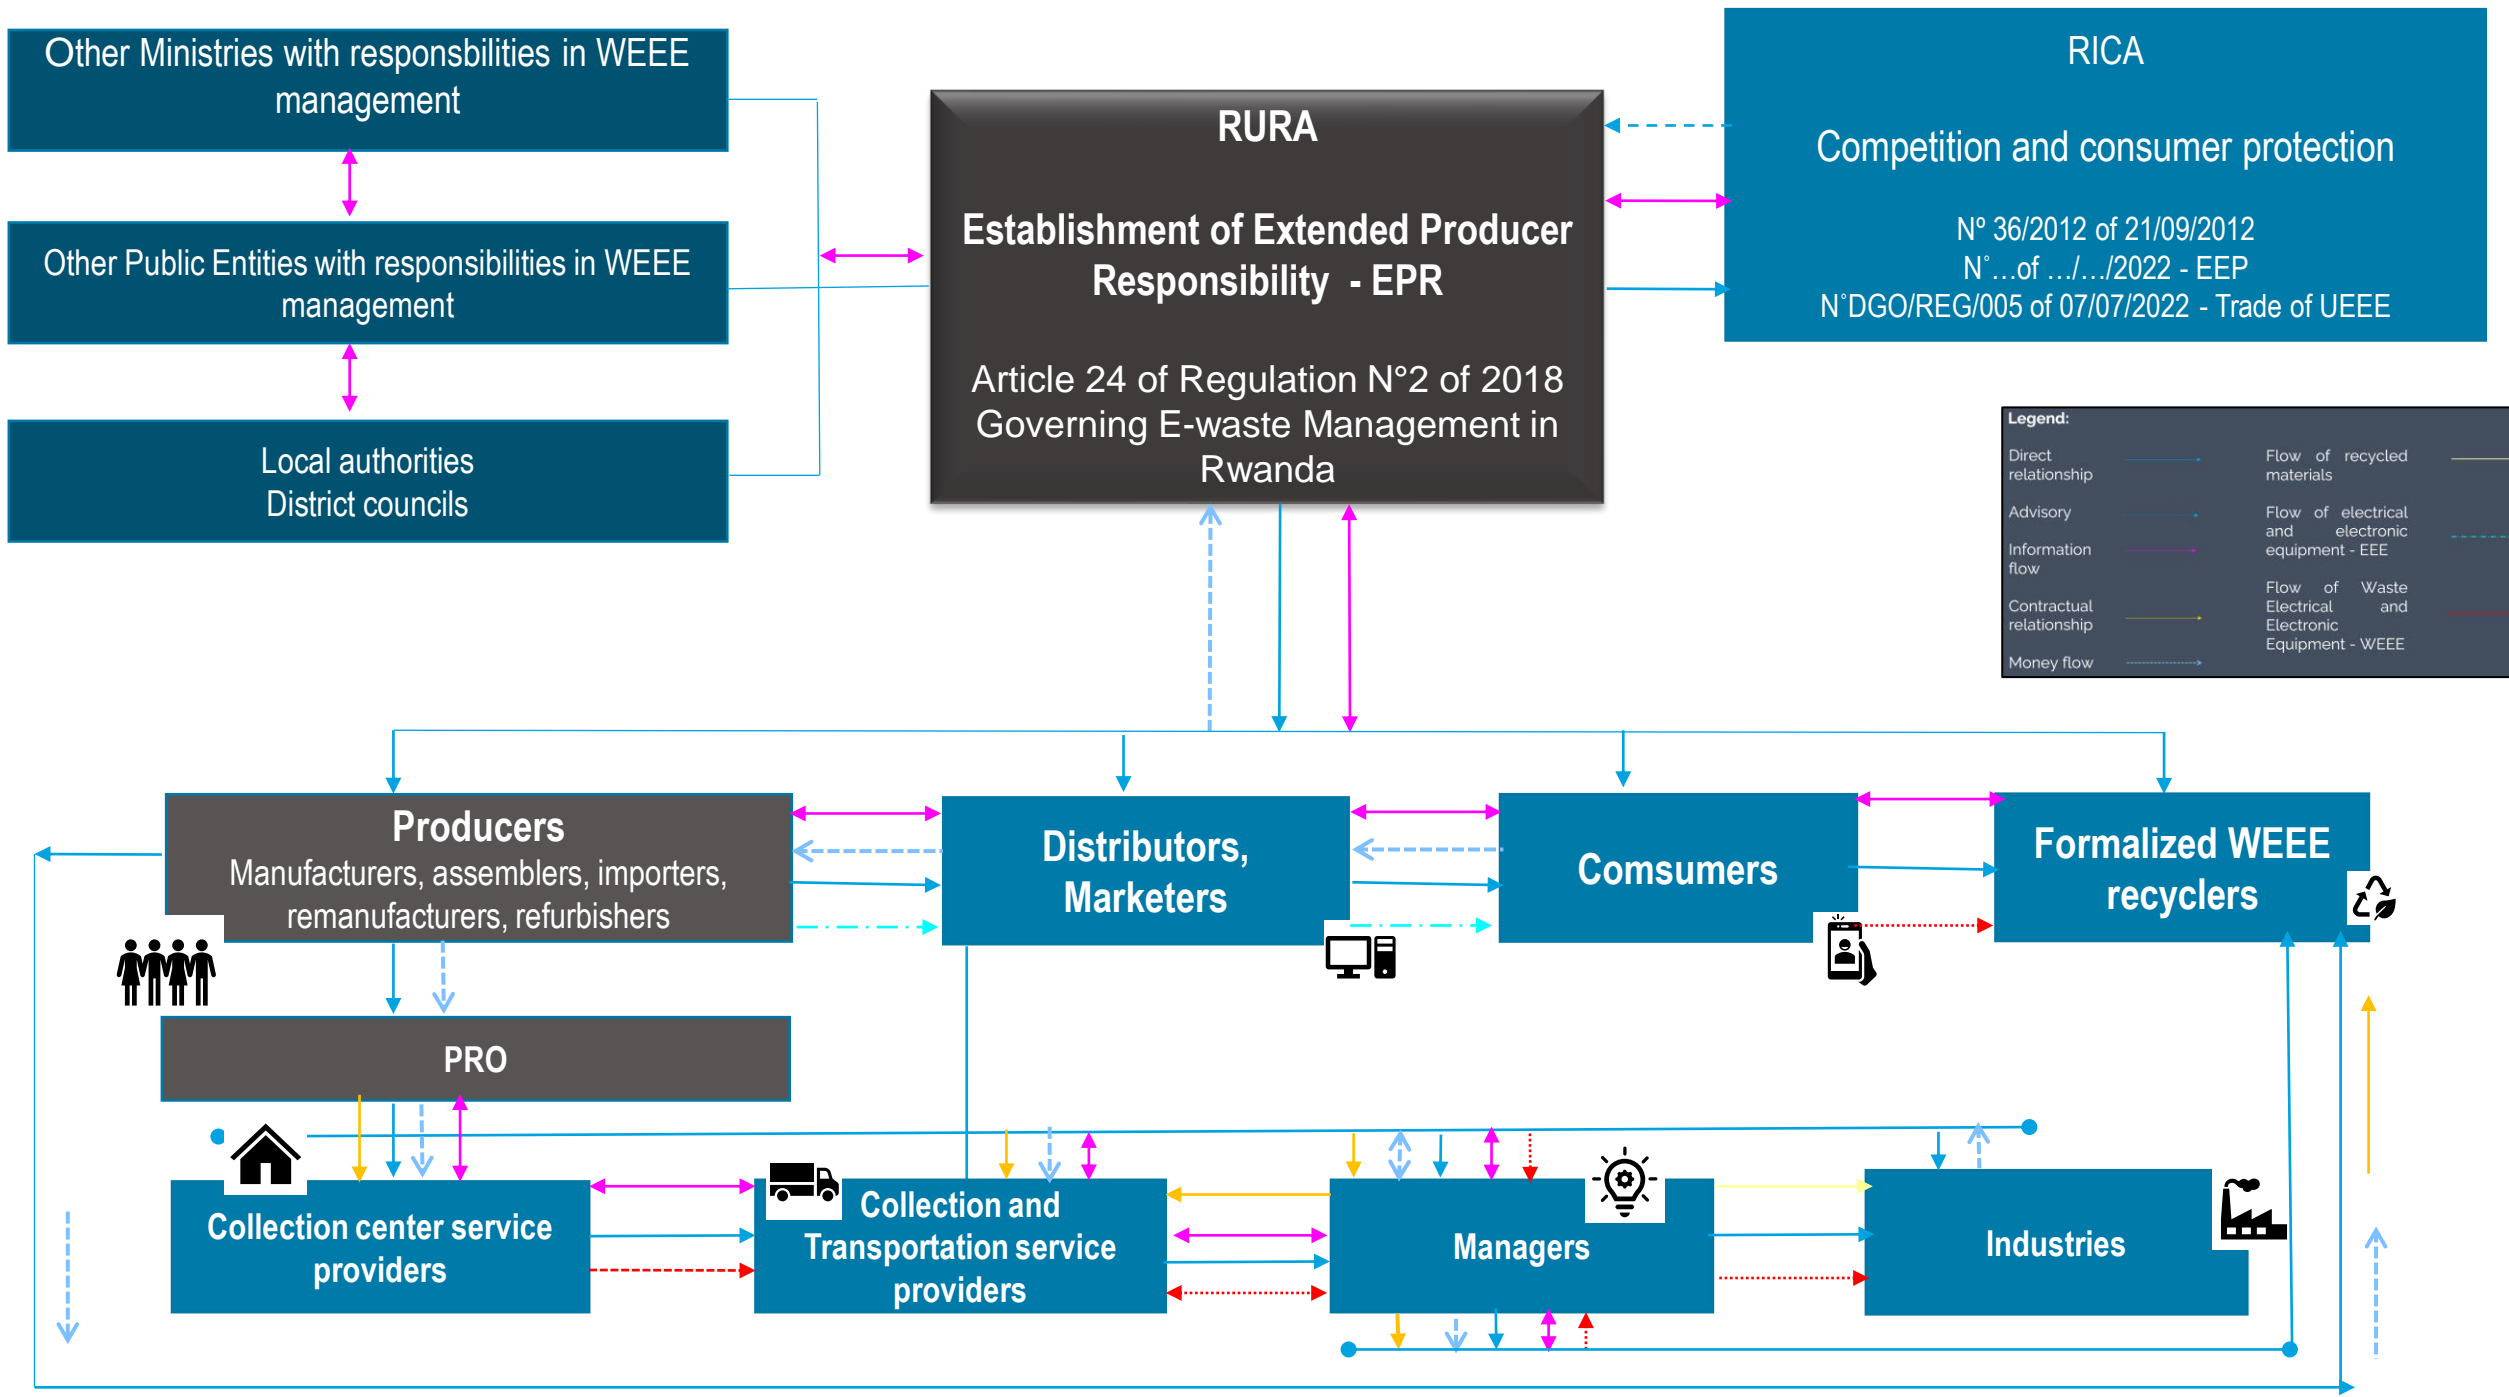 Other Ministries with responsbilities in WEEE
management
Other Public Entities with responsibilities in WEEE
management
Local authorities
District councils
RURA
Establishment of Extended Producer
Responsibility - EPR
Article 24 of Regulation N°2 of 2018
Governing E-waste Management in
Rwanda
RICA
Competition and consumer protection
Nº 36/2012 of 21/09/2012
N˚…of …/…/2022 - EEP
N˚DGO/REG/005 of 07/07/2022 - Trade of UEEE
Legend:
Direct
relationship
Advisory
Information
flow
Contractual
relationship
Money flow
Flow of recycled
materials
Flow of electrical
and electronic
equipment - EEE
Flow of Waste
Electrical and
Electronic
Equipment - WEEE
Producers
Manufacturers, assemblers, importers,
remanufacturers, refurbishers
Distributors,
Marketers
Comsumers
Formalized WEEE
recyclers
PRO
Collection center service
providers
Collection and
Transportation service
providers
Managers
Industries